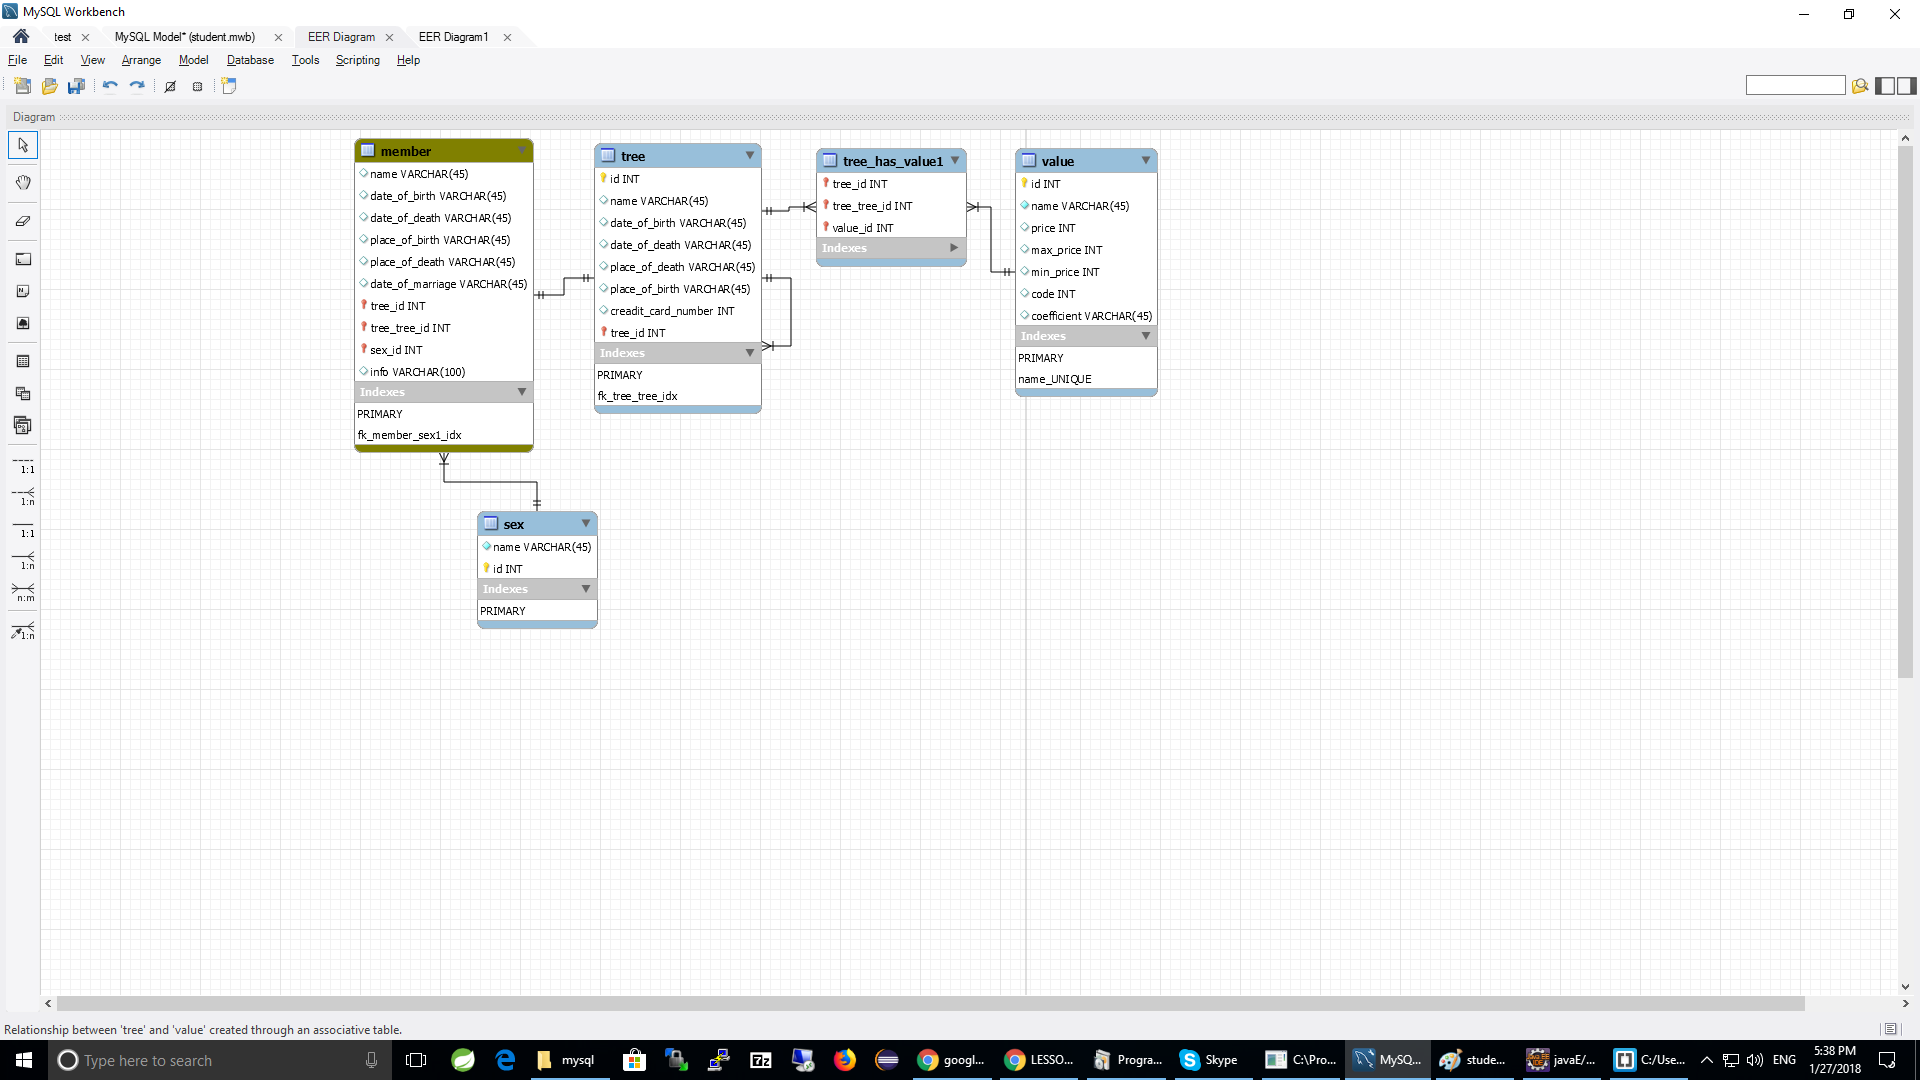 MySQL Workbench
test
MySQL Model* (student.mwb)
EER Diagram
EER Diagram1
File Edit View Arrange Model Database Tools Scripting Help
Diagram
member
name VARCHAR(45)
date_of_birth VARCHAR(45)
date_of_death VARCHAR(45)
place_of_birth VARCHAR(45)
place_of_death VARCHAR(45)
date_of_marriage VARCHAR(45)
tree_id INT
tree_tree_id INT
sex_id INT
info VARCHAR(100)
Indexes
PRIMARY
fk_member_sex1_idx
tree
id INT
name VARCHAR(45)
date_of_birth VARCHAR(45)
date_of_death VARCHAR(45)
place_of_death VARCHAR(45)
place_of_birth VARCHAR(45)
creadit_card_number INT
tree_id INT
Indexes
PRIMARY
fk_tree_tree_idx
tree_has_value1
tree_id INT
tree_tree_id INT
value_id INT
Indexes
value
id INT
name VARCHAR(45)
price INT
max_price INT
min_price INT
code INT
coefficient VARCHAR(45)
Indexes
PRIMARY
name_UNIQUE
sex
name VARCHAR(45)
id INT
Indexes
PRIMARY
1:1
1:n
1:1
1:n
n:m
1:n
Relationship between 'tree' and 'value' created through an associative table.
Type here to search
mysql
7z
googl...
LESSO...
Progra...
Skype
C:\Pro...
MySQ...
stude...
javaE/...
C:/Use...
ENG
5:38 PM
1/27/2018